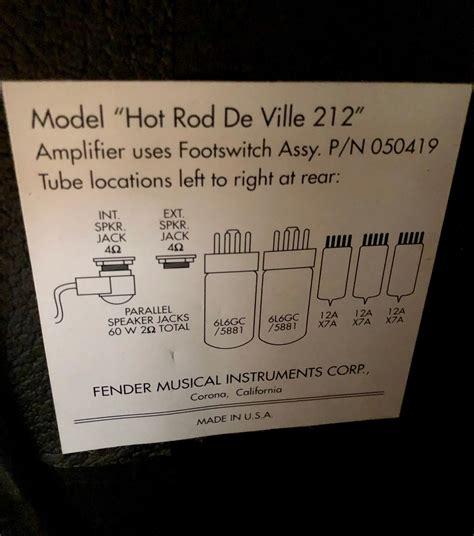 Model "Hot Rod De Ville 212"
Amplifier uses Footswitch Assy. P/N 050419
Tube locations left to right at rear:
INT.
SPKR.
JACK
4Ω
EXT.
SPKR.
JACK
4Ω
PARALLEL
SPEAKER JACKS
60 W 2Ω TOTAL
6L6GC
/5881
6L6GC
/5881
12A
X7A
12A
X7A
12A
X7A
FENDER MUSICAL INSTRUMENTS CORP.,
Corona, California
MADE IN U.S.A.